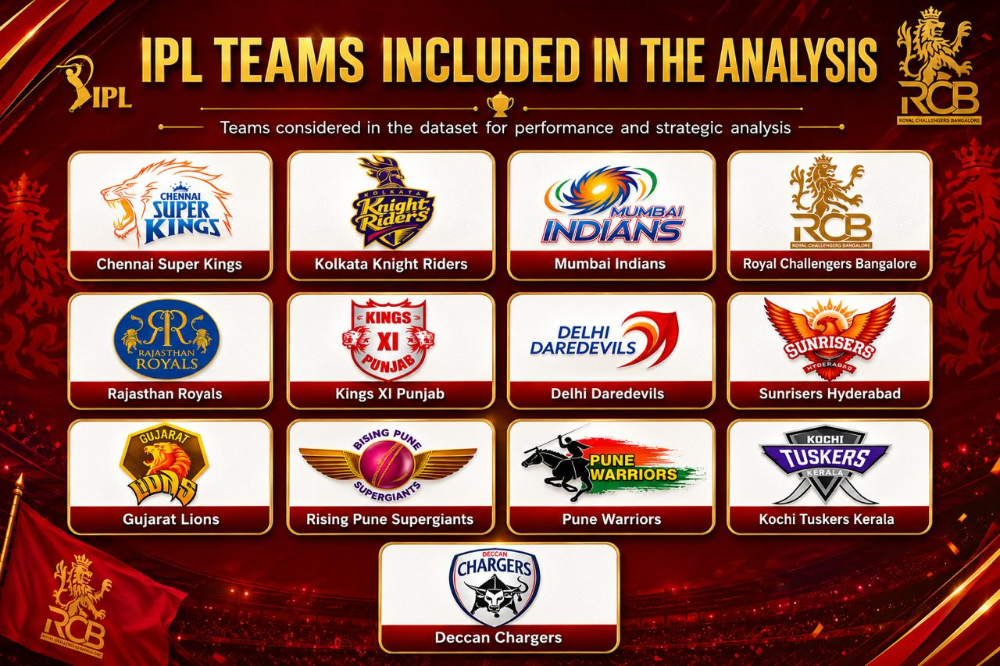 IPL TEAMS INCLUDED IN THE ANALYSIS
IPL
RCB
ROYAL CHALLENGERS BANGALORE
Teams considered in the dataset for performance and strategic analysis
CHENNAI
SUPER
KINGS
Chennai Super Kings
KOLKATA
Knight
Riders
Kolkata Knight Riders
MUMBAI
INDIANS
Mumbai Indians
RCB
ROYAL CHALLENGERS BANGALORE
Royal Challengers Bangalore
RR
RAJASTHAN
ROYALS
Rajasthan Royals
KINGS
XI
PUNJAB
Kings XI Punjab
DELHI
DAREDEVILS
Delhi Daredevils
SUNRISERS
HYDERABAD
Sunrisers Hyderabad
GUJARAT
LIONS
Gujarat Lions
RISING PUNE
SUPERGIANTS
Rising Pune Supergiants
PUNE
WARRIORS
Pune Warriors
KOCHI
TUSKERS
KERALA
Kochi Tuskers Kerala
DECCAN
CHARGERS
Deccan Chargers
RCB
ROYAL CHALLENGERS BANGALORE